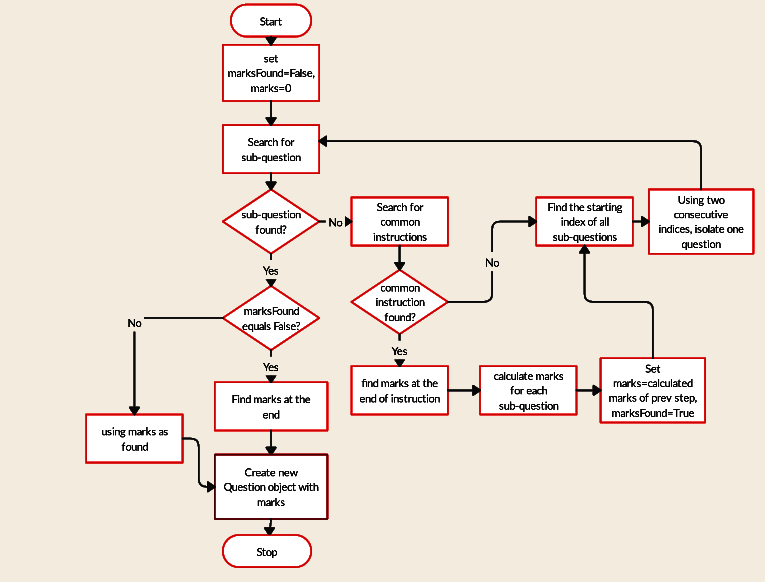 Start
set
marksFound=False,
marks=0
Search for
sub-question
sub-question
found?
No
Search for
common
instructions
Find the starting
index of all
sub-questions
Using two
consecutive
indices, isolate one
question
Yes
No
common
instruction
found?
marksFound
equals False?
No
Yes
Yes
Find marks at the
end
find marks at the
end of instruction
calculate marks
for each
sub-question
Set
marks=calculated
marks of prev step,
marksFound=True
using marks as
found
Create new
Question object with
marks
Stop